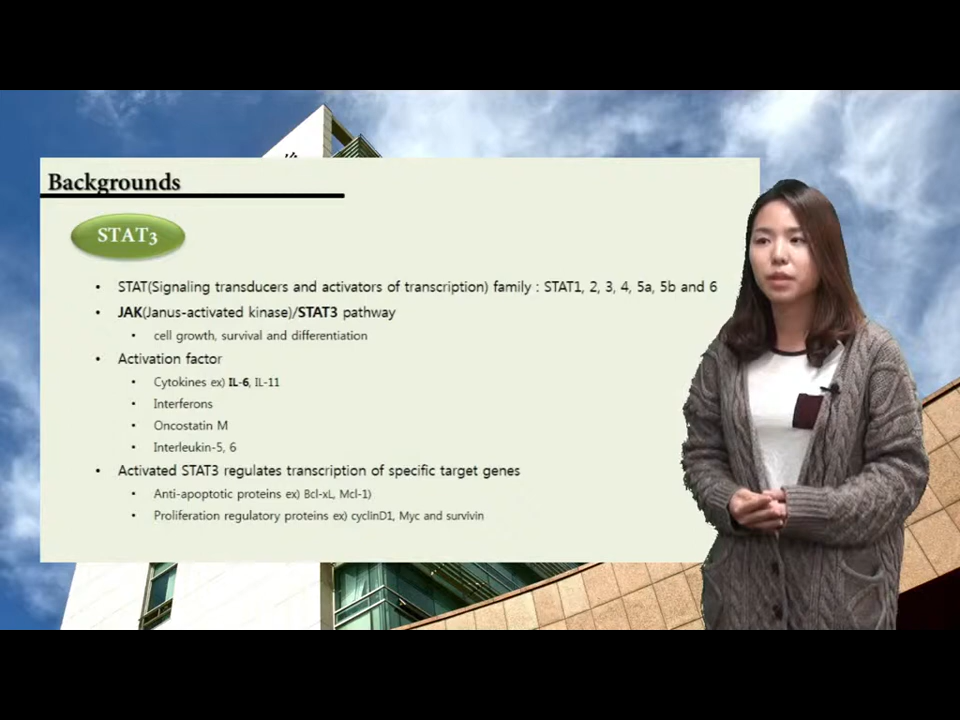 Backgrounds
STAT3
• STAT(Signaling transducers and activators of transcription) family : STAT1, 2, 3, 4, 5a, 5b and 6
• JAK(Janus-activated kinase)/STAT3 pathway
• cell growth, survival and differentiation
• Activation factor
• Cytokines ex) IL-6, IL-11
• Interferons
• Oncostatin M
• Interleukin-5, 6
• Activated STAT3 regulates transcription of specific target genes
• Anti-apoptotic proteins ex) Bcl-xL, Mcl-1)
• Proliferation regulatory proteins ex) cyclinD1, Myc and survivin